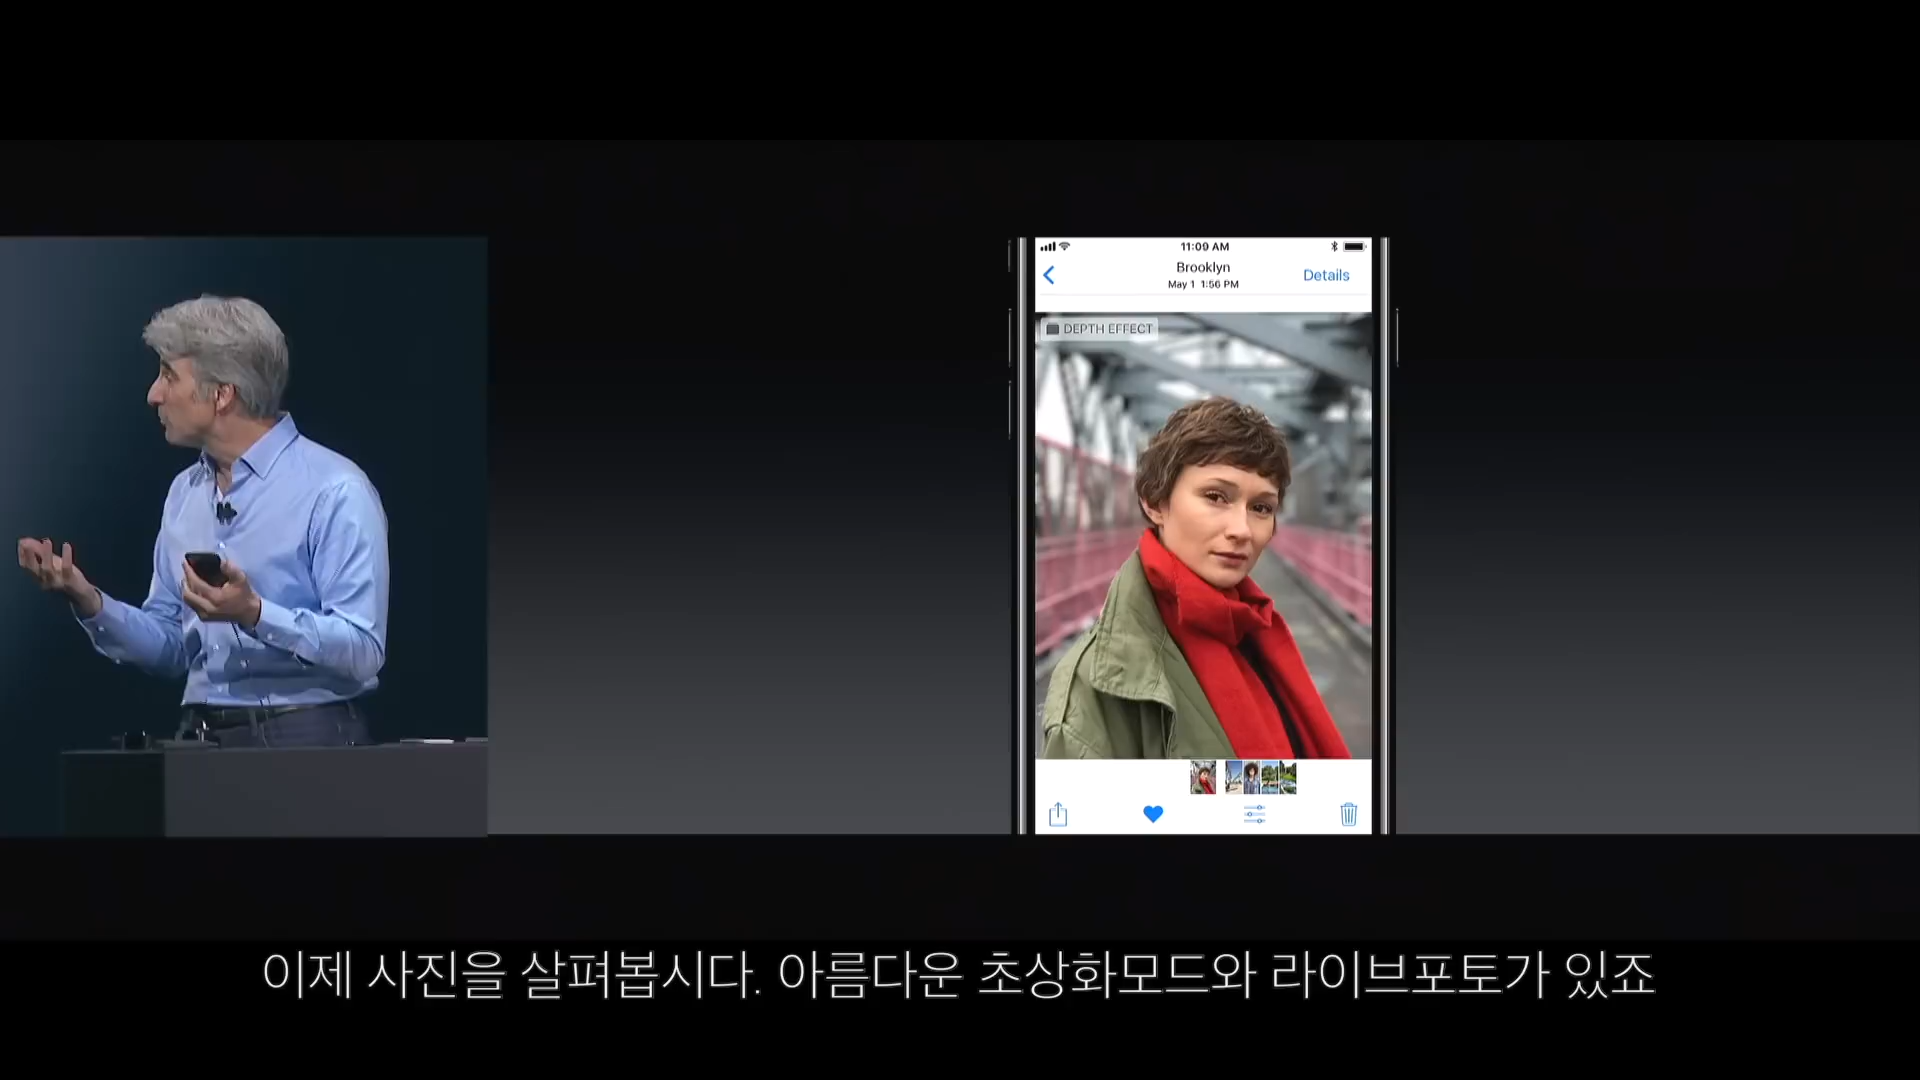 11:09 AM
Brooklyn
Details
May 1 1:56 PM
DEPTH EFFECT
이제 사진을 살펴봅시다. 아름다운 초상화모드와 라이브포토가 있죠